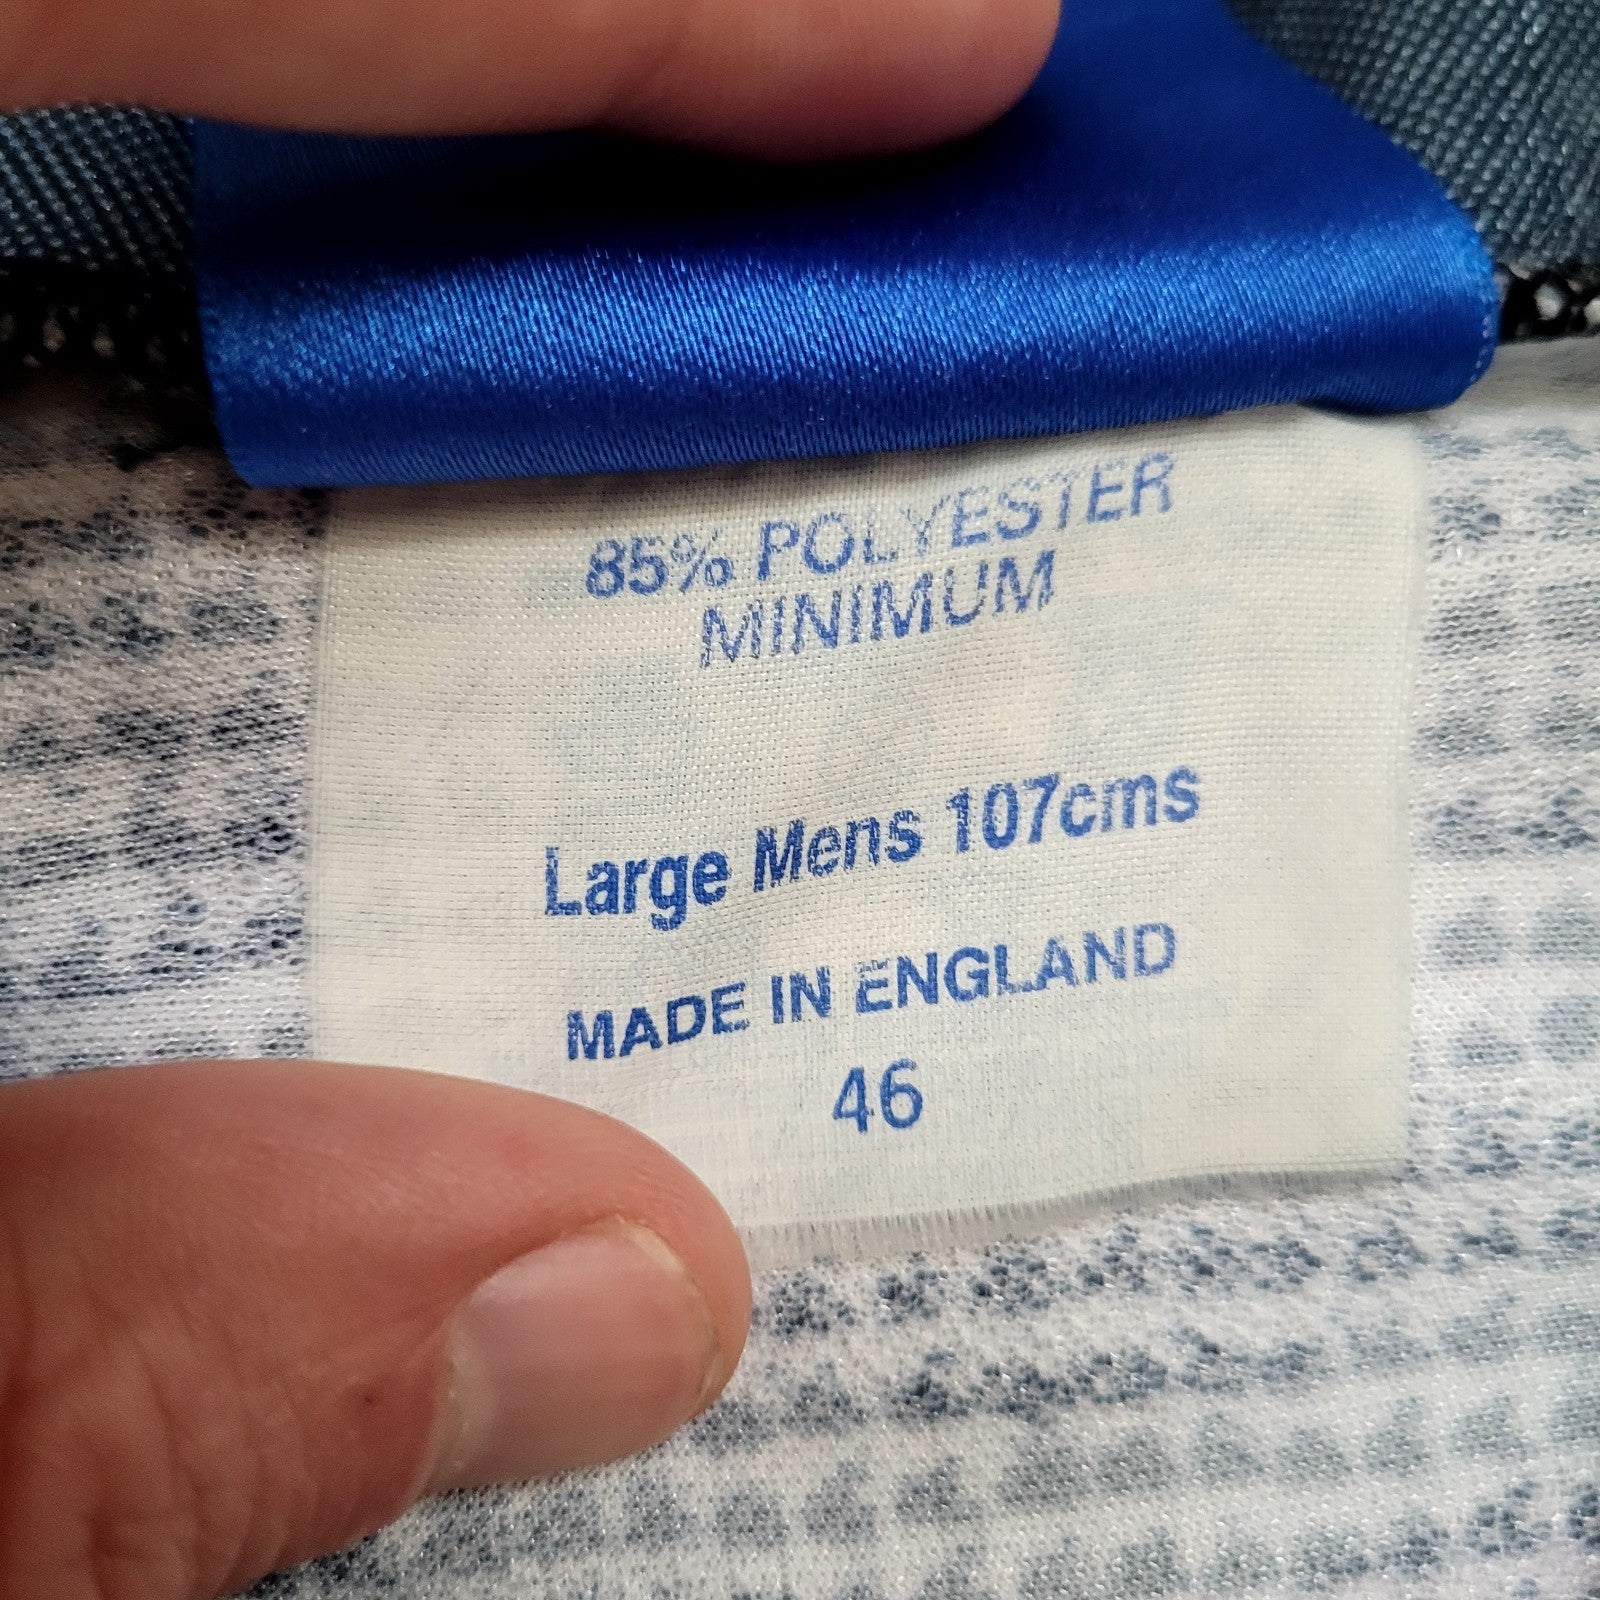 85% POLYESTER
MINIMUM
Large Mens 107cms
MADE IN ENGLAND
46